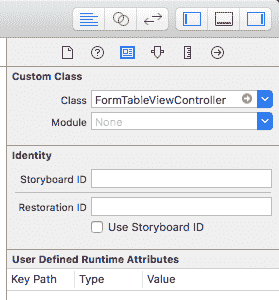 Custom Class
Class FormTableViewController
Module None
Identity
Storyboard ID
Restoration ID
Use Storyboard ID
User Defined Runtime Attributes
Key Path Type Value